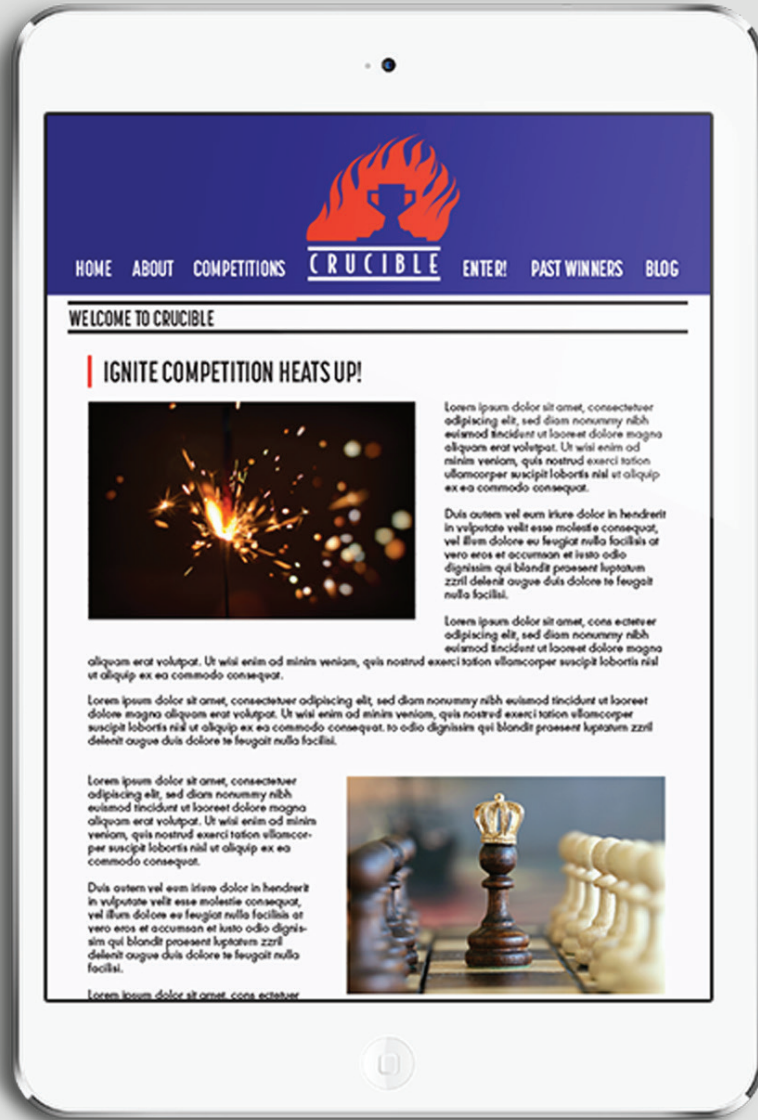 HOME ABOUT COMPETITIONS CRUCIBLE ENTER! PAST WINNERS BLOG
WELCOME TO CRUCIBLE
IGNITE COMPETITION HEATS UP!
Lorem ipsum dolor sit amet, consectetuer
adipiscing elit, sed diam nonummy nibh
euismod tincidunt ut laoreet dolore magna
aliquam erat volutpat. Ut wisi enim ad
minim veniam, quis nostrud exerci tation
ullamcorper suscipit lobortis nisl ut aliquip
ex ea commodo consequat.
Duis autem vel eum iriure dolor in hendrerit
in vulputate velit esse molestie consequat,
vel illum dolore eu feugiat nulla facilisis at
vero eros et accumsan et iusto odio
dignissim qui blandit praesent luptatum
zzril delenit augue duis dolore te feugait
nulla facilisi.
Lorem ipsum dolor sit amet, cons ectetuer
adipiscing elit, sed diam nonummy nibh
euismod tincidunt ut laoreet dolore magna
aliquam erat volutpat. Ut wisi enim ad minim veniam, quis nostrud exerci tation ullamcorper suscipit lobortis nisl
ut aliquip ex ea commodo consequat.
Lorem ipsum dolor sit amet, consectetuer adipiscing elit, sed diam nonummy nibh euismod tincidunt ut laoreet
dolore magna aliquam erat volutpat. Ut wisi enim ad minim veniam, quis nostrud exerci tation ullamcorper
suscipit lobortis nisl ut aliquip ex ea commodo consequat. to odio dignissim qui blandit praesent luptatum zzril
delenit augue duis dolore te feugait nulla facilisi.
Lorem ipsum dolor sit amet, consectetuer
adipiscing elit, sed diam nonummy nibh
euismod tincidunt ut laoreet dolore magna
aliquam erat volutpat. Ut wisi enim ad minim
veniam, quis nostrud exerci tation ullamcor-
per suscipit lobortis nisl ut aliquip ex ea
commodo consequat.
Duis autem vel eum iriure dolor in hendrerit
in vulputate velit esse molestie consequat,
vel illum dolore eu feugiat nulla facilisis at
vero eros et accumsan et iusto odio dignis-
sim qui blandit praesent luptatum zzril
delenit augue duis dolore te feugait nulla
facilisi.
Lorem ipsum dolor sit amet, cons ectetuer